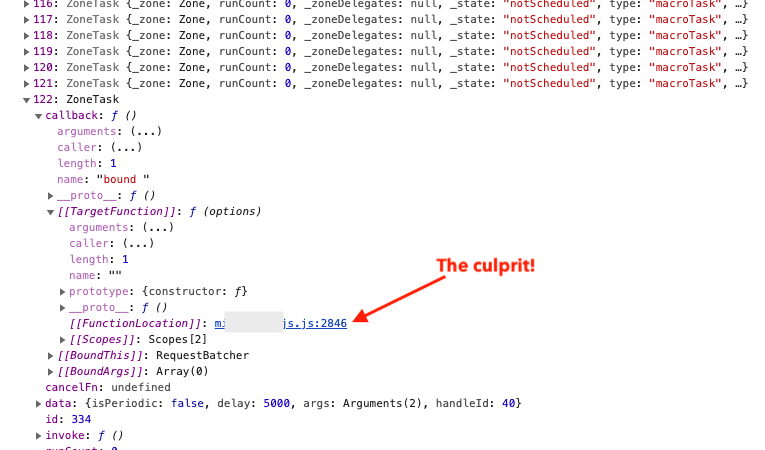 116: ZoneTask {_zone: Zone, runCount: 0, _zoneDelegates: null, _state: "notScheduled", type: "macroTask", …}
117: ZoneTask {_zone: Zone, runCount: 0, _zoneDelegates: null, _state: "notScheduled", type: "macroTask", …}
118: ZoneTask {_zone: Zone, runCount: 0, _zoneDelegates: null, _state: "notScheduled", type: "macroTask", …}
119: ZoneTask {_zone: Zone, runCount: 0, _zoneDelegates: null, _state: "notScheduled", type: "macroTask", …}
120: ZoneTask {_zone: Zone, runCount: 0, _zoneDelegates: null, _state: "notScheduled", type: "macroTask", …}
121: ZoneTask {_zone: Zone, runCount: 0, _zoneDelegates: null, _state: "notScheduled", type: "macroTask", …}
122: ZoneTask
callback: ƒ ()
arguments: (...)
caller: (...)
length: 1
name: "bound "
__proto__: ƒ ()
[[TargetFunction]]: ƒ (options)
arguments: (...)
caller: (...)
length: 1
name: ""
The culprit!
prototype: {constructor: ƒ}
__proto__: ƒ ()
[[FunctionLocation]]: mi js.js:2846
[[Scopes]]: Scopes[2]
[[BoundThis]]: RequestBatcher
[[BoundArgs]]: Array(0)
cancelFn: undefined
data: {isPeriodic: false, delay: 5000, args: Arguments(2), handleId: 40}
id: 334
invoke: ƒ ()
runCount: 0